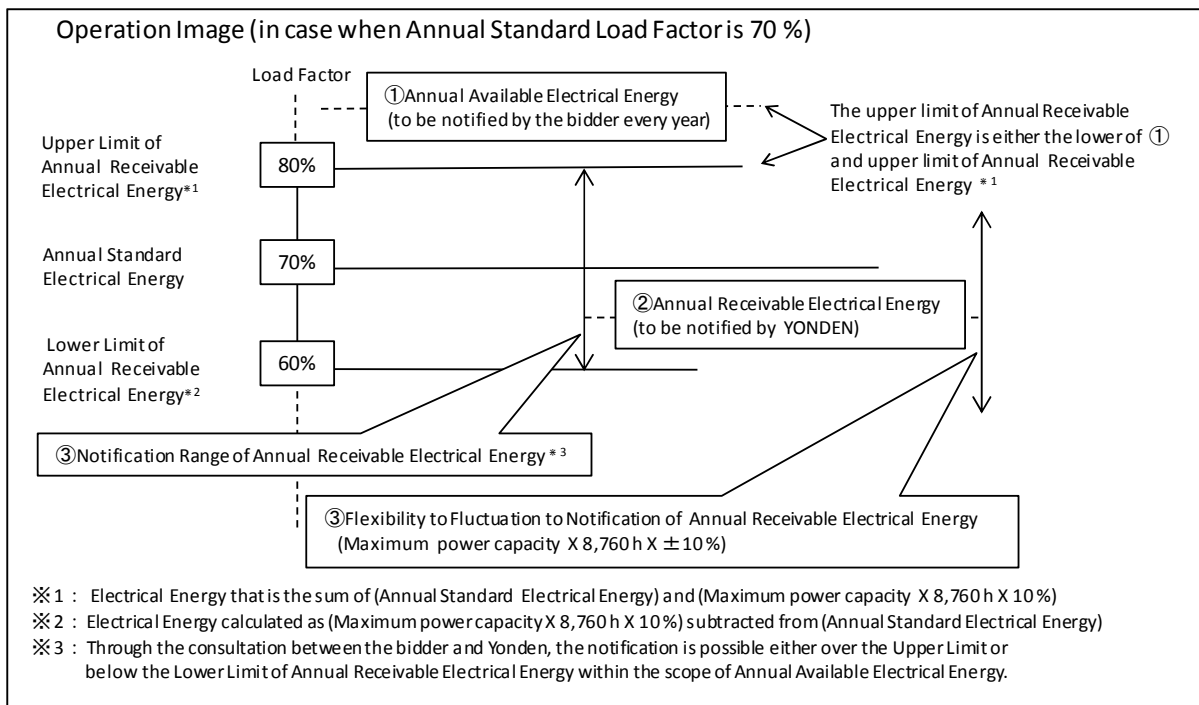 Operation Image (in case when Annual Standard Load Factor is 70 %)
Load Factor
①Annual Available Electrical Energy
(to be notified by the bidder every year)
The upper limit of Annual Receivable
Electrical Energy is either the lower of ①
and upper limit of Annual Receivable
Electrical Energy *1
Upper Limit of
Annual Receivable
Electrical Energy*1
80%
Annual Standard
Electrical Energy
70%
②Annual Receivable Electrical Energy
(to be notified by YONDEN)
Lower Limit of
Annual Receivable
Electrical Energy*2
60%
③Notification Range of Annual Receivable Electrical Energy *3
③Flexibility to Fluctuation to Notification of Annual Receivable Electrical Energy
(Maximum power capacity X 8,760 h X ±10 %)
※1 : Electrical Energy that is the sum of (Annual Standard Electrical Energy) and (Maximum power capacity X 8,760 h X 10 %)
※2 : Electrical Energy calculated as (Maximum power capacity X 8,760 h X 10 %) subtracted from (Annual Standard Electrical Energy)
※3 : Through the consultation between the bidder and Yonden, the notification is possible either over the Upper Limit or
below the Lower Limit of Annual Receivable Electrical Energy within the scope of Annual Available Electrical Energy.